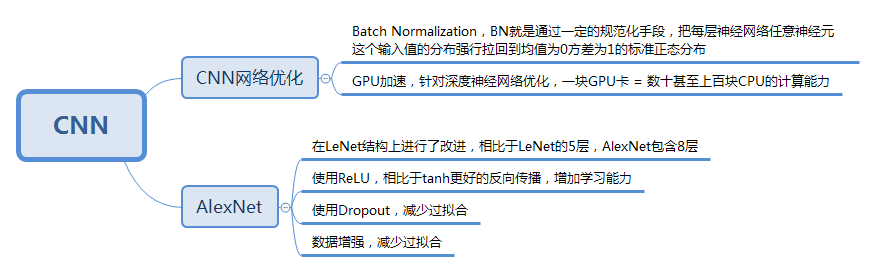 CNN
CNN网络优化
Batch Normalization，BN就是通过一定的规范化手段，把每层神经网络任意神经元
这个输入值的分布强行拉回到均值为0方差为1的标准正态分布
GPU加速，针对深度神经网络优化，一块GPU卡 = 数十甚至上百块CPU的计算能力
AlexNet
在LeNet结构上进行了改进，相比于LeNet的5层，AlexNet包含8层
使用ReLU，相比于tanh更好的反向传播，增加学习能力
使用Dropout，减少过拟合
数据增强，减少过拟合